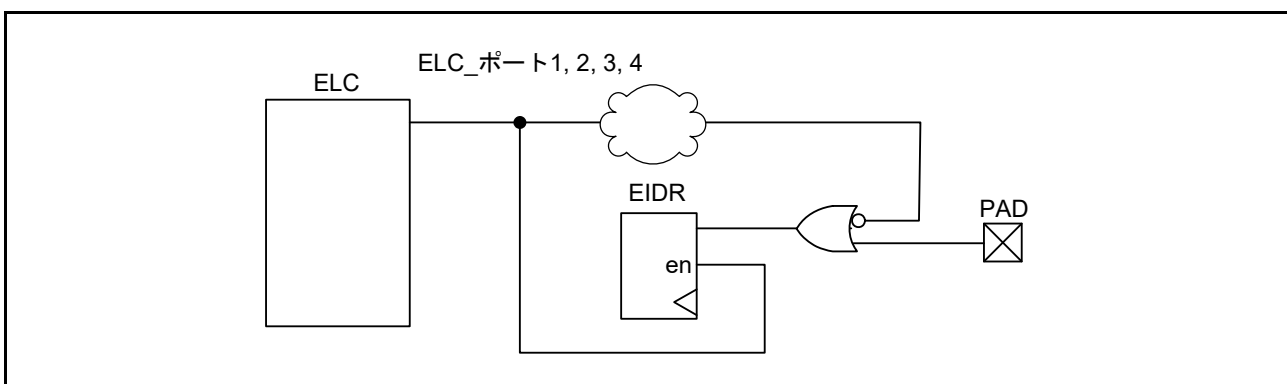 ELC_ポート1, 2, 3, 4
ELC
EIDR
PAD
en